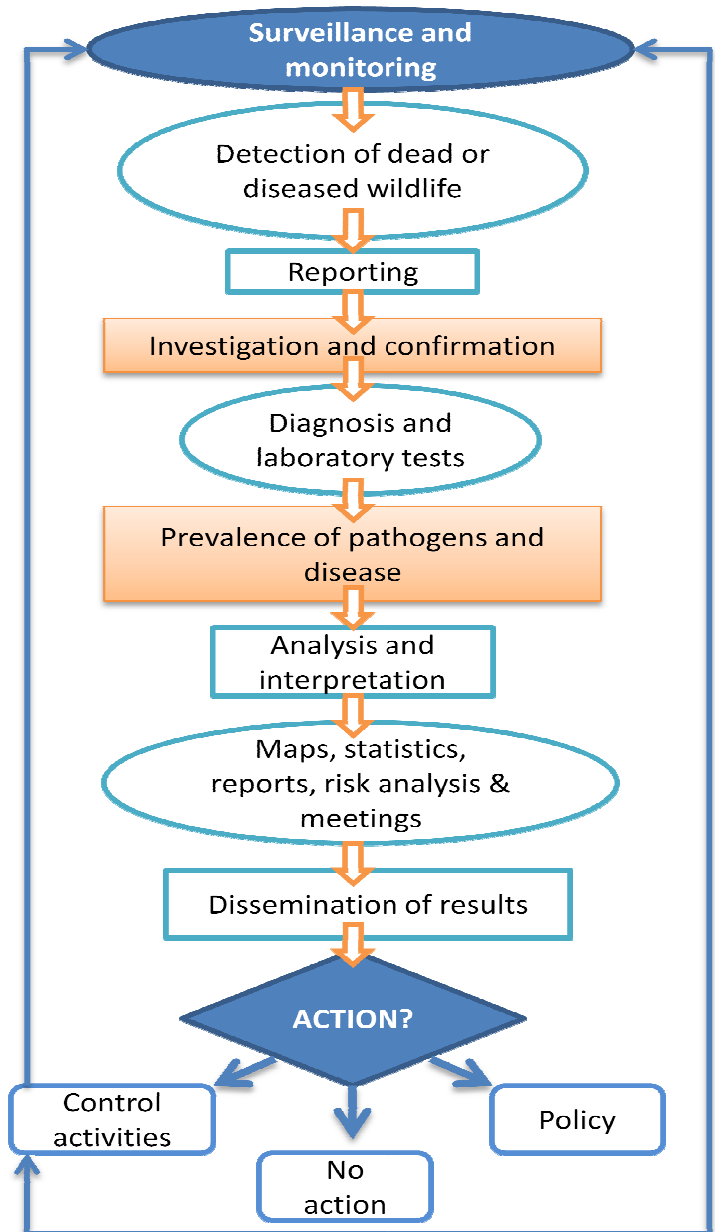 Surveillance and
monitoring
Detection of dead or
diseased wildlife
Reporting
Investigation and confirmation
Diagnosis and
laboratory tests
Prevalence of pathogens and
disease
Analysis and
interpretation
Maps, statistics,
reports, risk analysis &
meetings
Dissemination of results
ACTION?
Control
activities
No
action
Policy